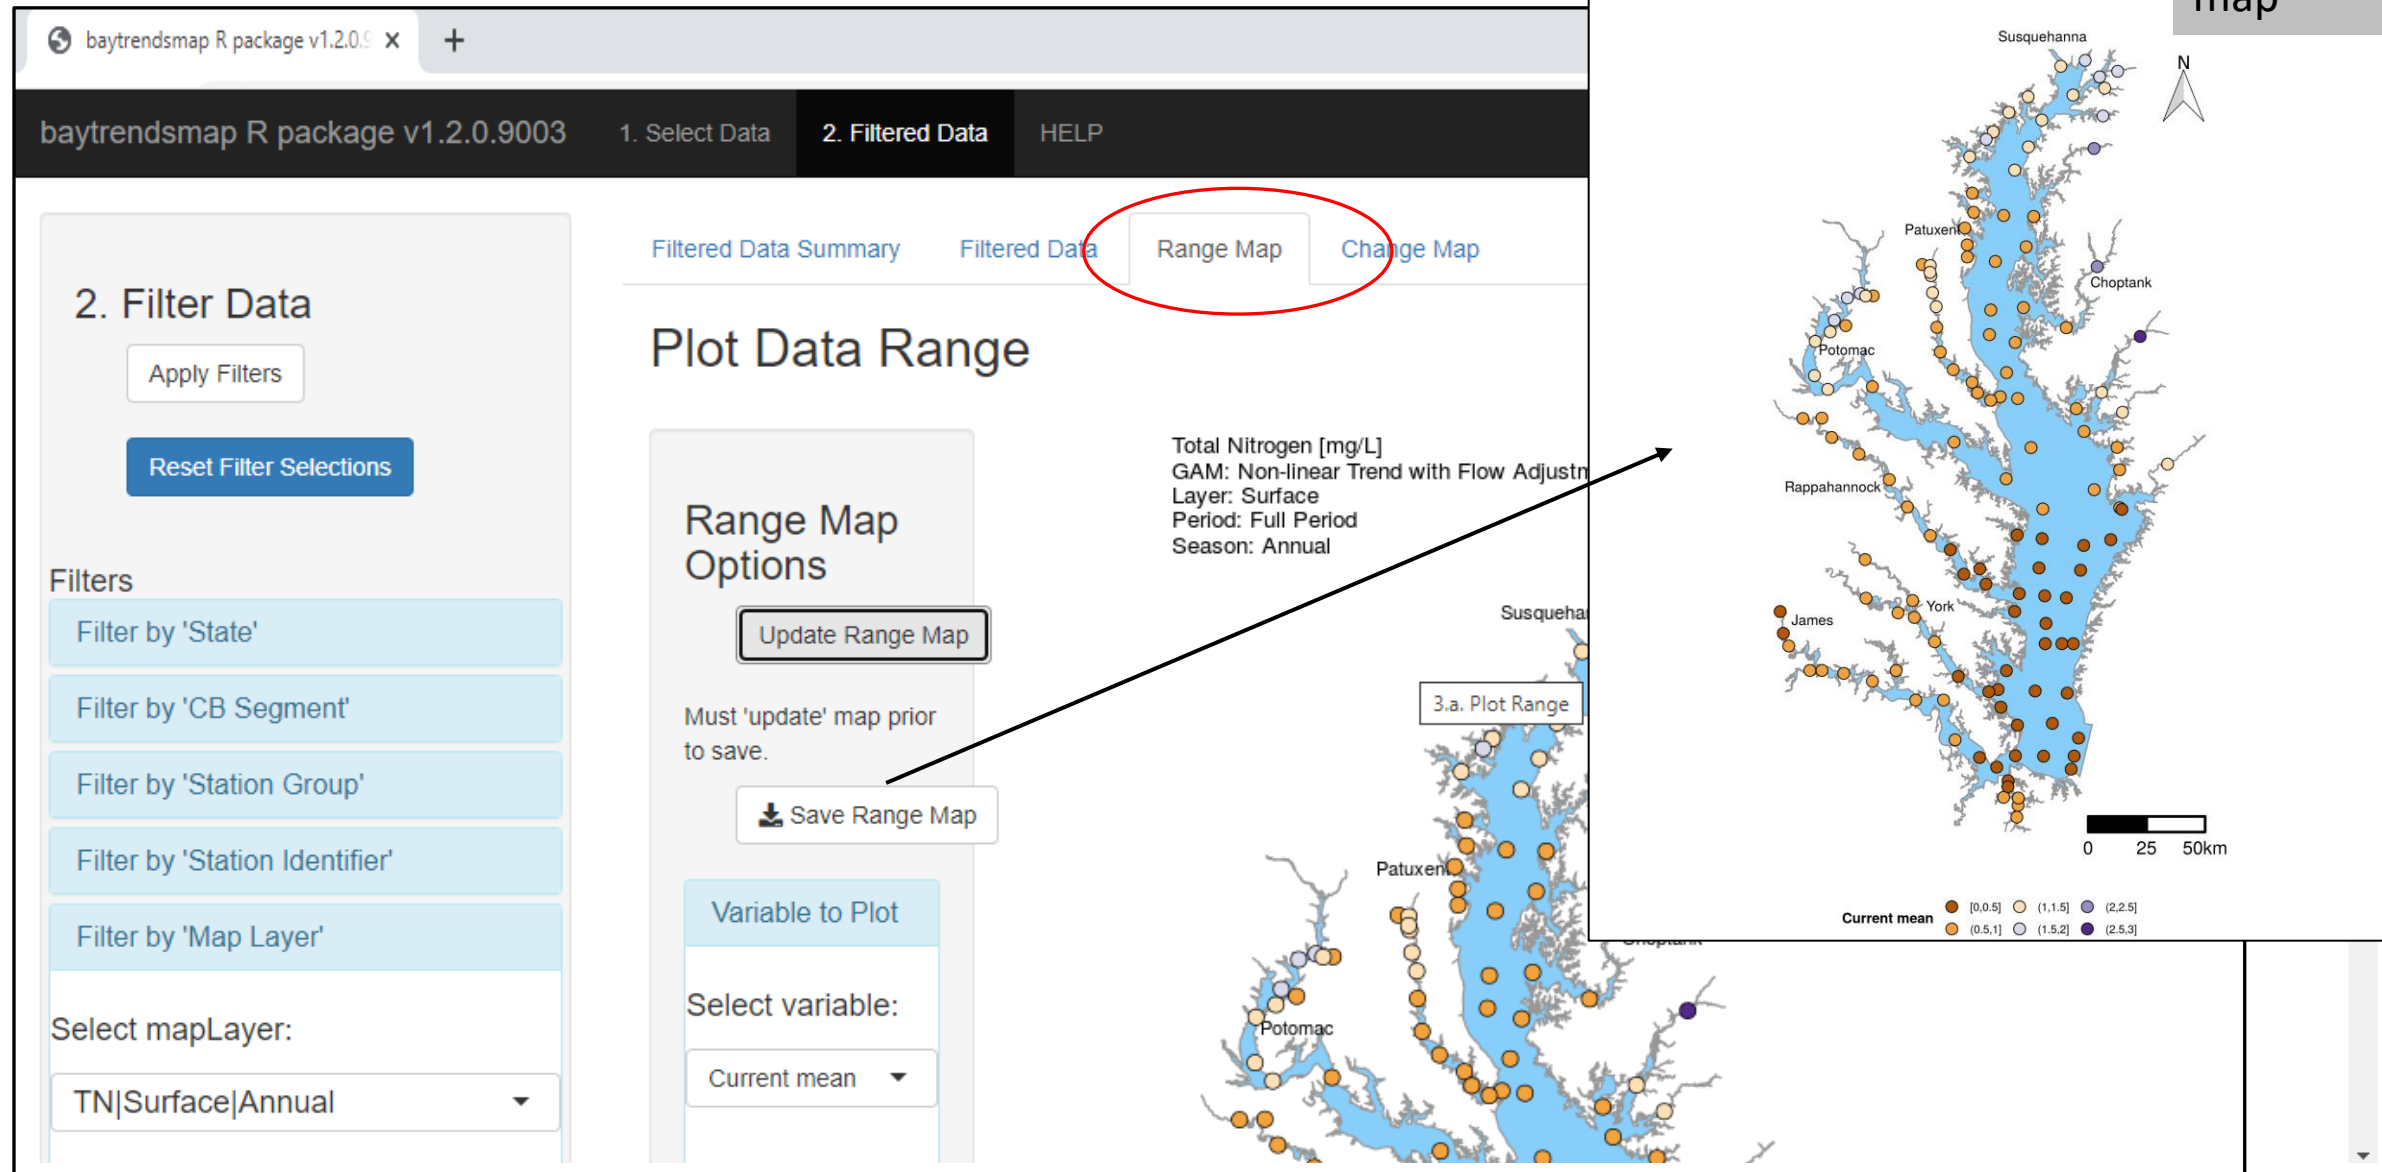 baytrendsmap R package v1.2.0.9
map
baytrendsmap R package v1.2.0.9003
1. Select Data
2. Filtered Data
HELP
2. Filter Data
Apply Filters
Reset Filter Selections
Filters
Filter by 'State'
Filter by 'CB Segment'
Filter by 'Station Group'
Filter by 'Station Identifier'
Filter by 'Map Layer'
Select mapLayer:
TN|Surface|Annual
Filtered Data Summary
Filtered Data
Range Map
Change Map
Plot Data Range
Range Map
Options
Update Range Map
Must 'update' map prior
to save.
Save Range Map
Variable to Plot
Select variable:
Current mean
Total Nitrogen [mg/L]
GAM: Non-linear Trend with Flow Adjustm
Layer: Surface
Period: Full Period
Season: Annual
Susquehan
3.a. Plot Range
Patuxent
Potomac
Choptank
Susquehanna
N
Patuxent
Choptank
Potomac
Rappahannock
York
James
0 25 50km
Current mean
[0,0.5] (1,1.5] (2,2.5]
(0.5,1] (1.5,2] (2.5,3]